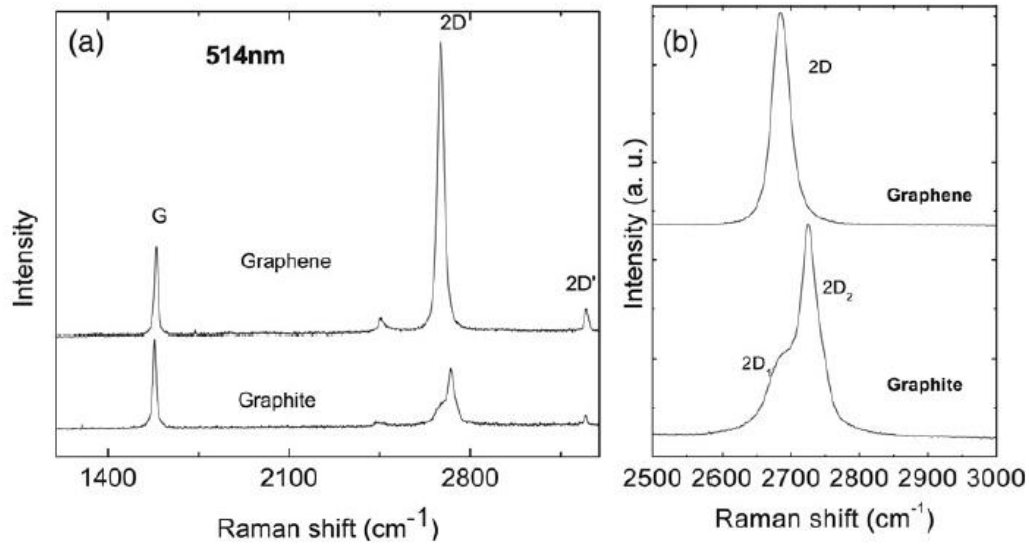 (a)
514nm
2D
G
Graphene
2D'
Graphite
Intensity
1400
2100
2800
Raman shift (cm⁻¹)
(b)
2D
Graphene
2D₂
2D₁
Graphite
Intensity (a. u.)
2500 2600 2700 2800 2900 3000
Raman shift (cm⁻¹)